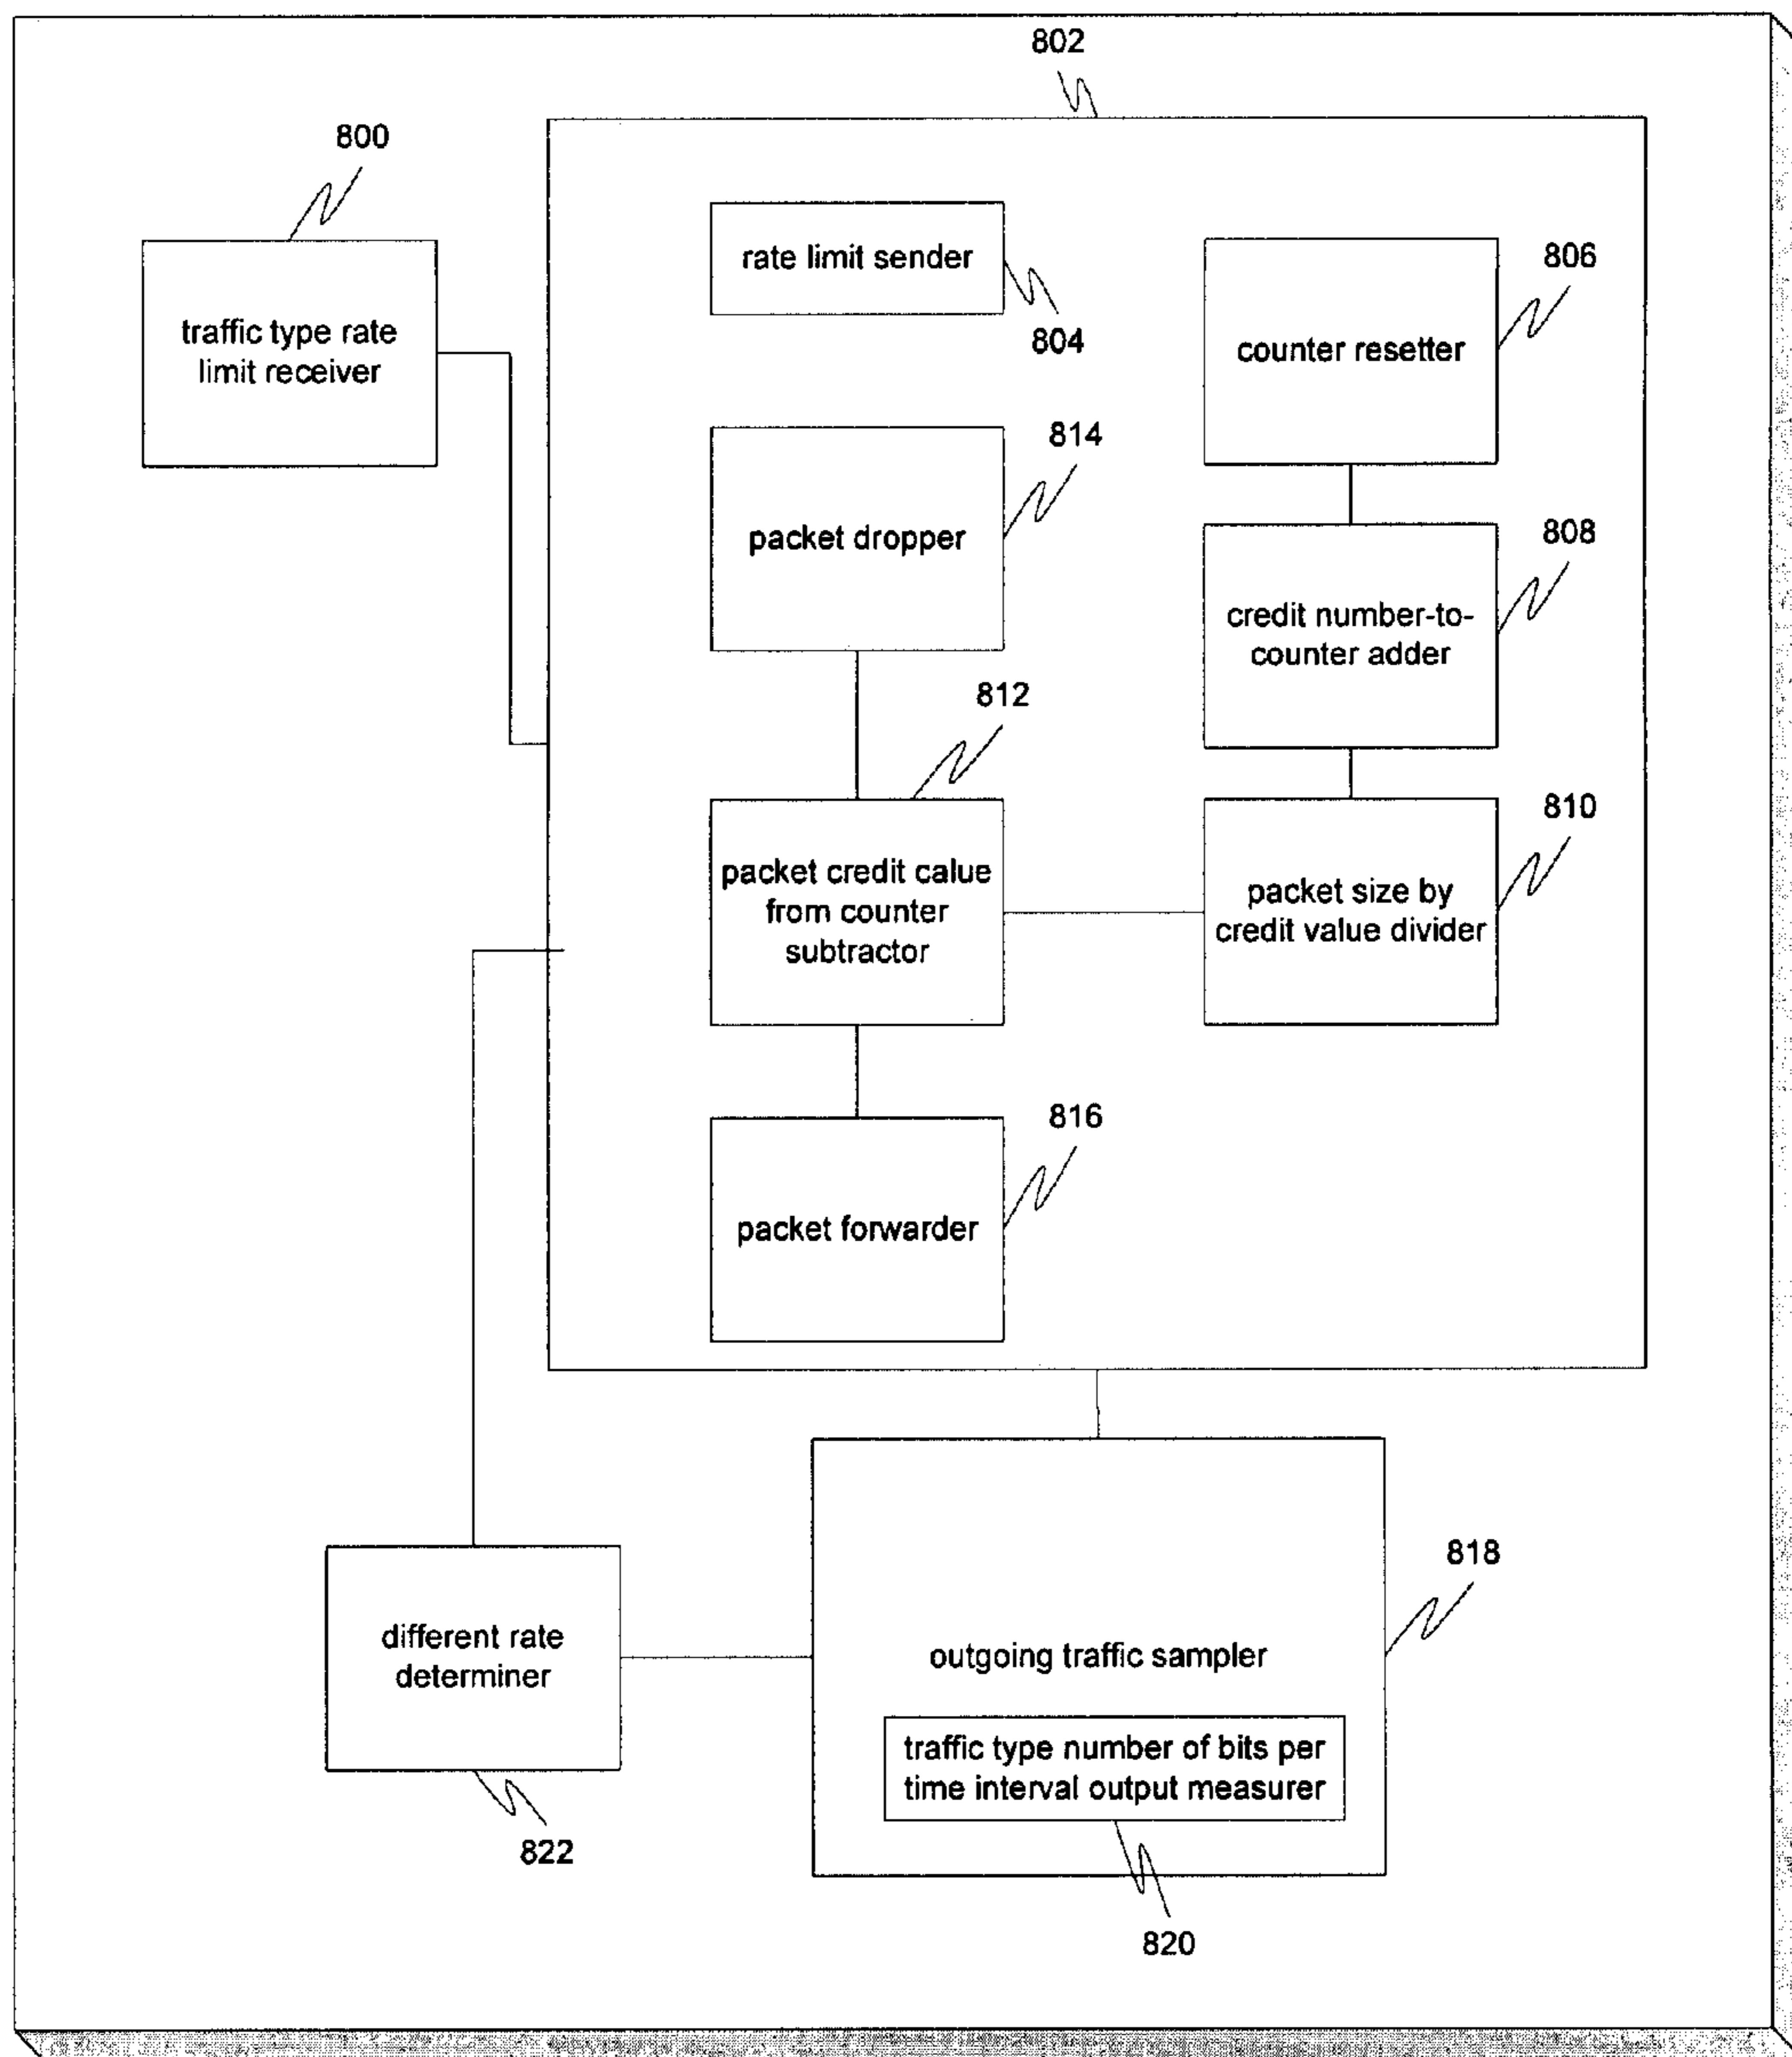 802
800
traffic type rate
limit receiver
rate limit sender
804
counter resetter
806
packet dropper
814
credit number-to-
counter adder
808
packet credit calue
from counter
subtractor
812
packet size by
credit value divider
810
packet forwarder
816
different rate
determiner
822
outgoing traffic sampler
818
traffic type number of bits per
time interval output measurer
820